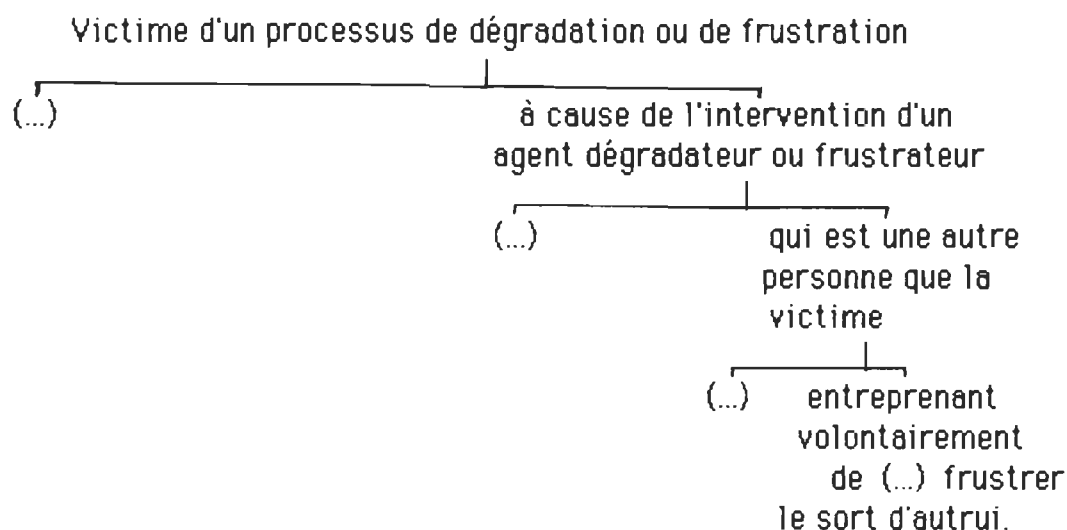 Victime d'un processus de dégradation ou de frustration
(...)
à cause de l'intervention d'un
agent dégradateur ou frustrateur
(...)
qui est une autre
personne que la
victime
(...)
entreprenant
volontairement
de (...) frustrer
le sort d'autrui.